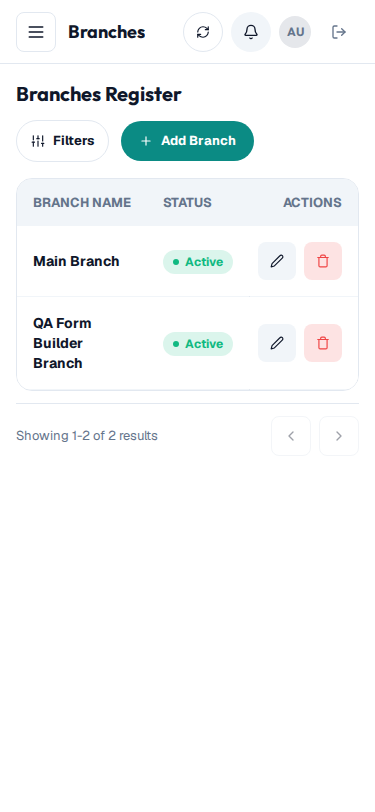 Branches
AU
Branches Register
Filters
Add Branch
BRANCH NAME STATUS ACTIONS
Main Branch Active
QA Form
Builder
Branch
Active
Showing 1-2 of 2 results